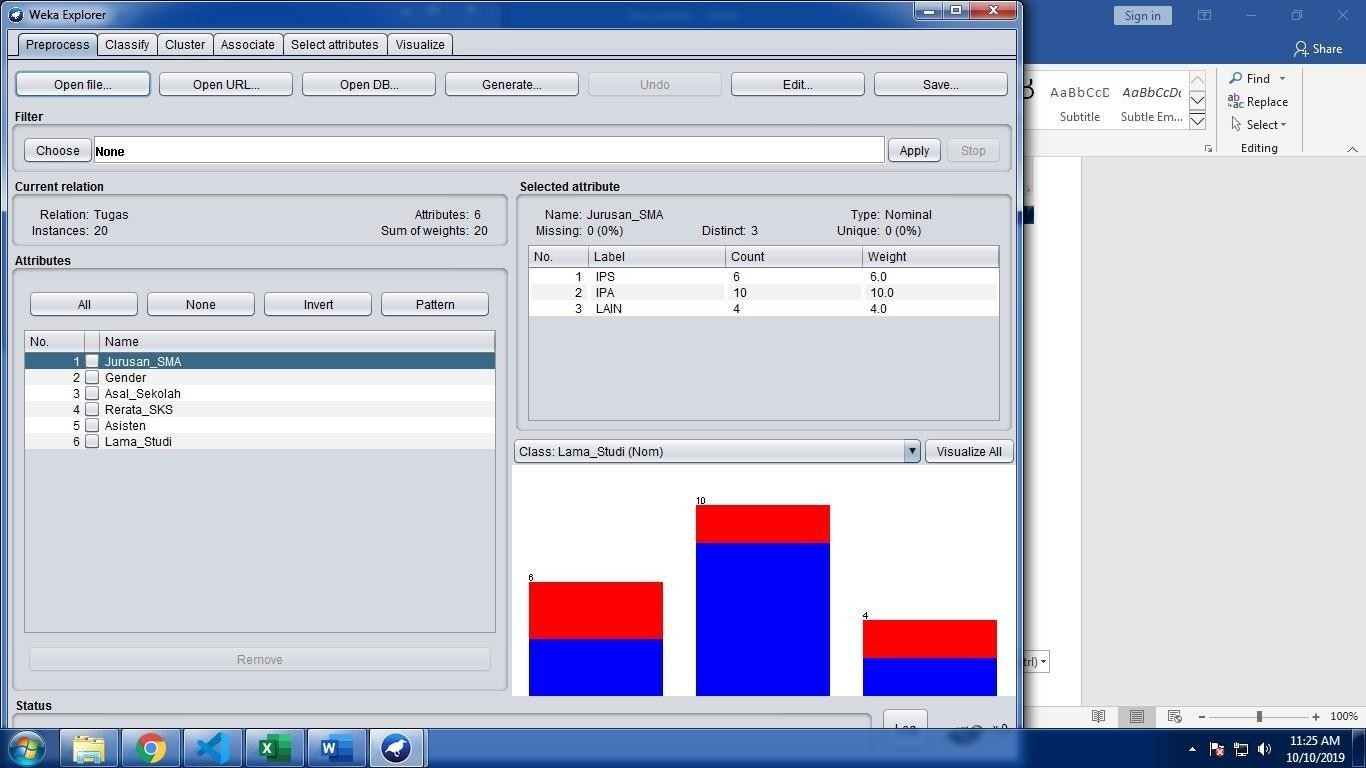 Weka Explorer
Sign in
Share
Preprocess Classify Cluster Associate Select attributes Visualize
Open file... Open URL... Open DB... Generate... Undo Edit... Save...
Filter
Choose None Apply Stop
Current relation
Relation: Tugas Attributes: 6
Instances: 20 Sum of weights: 20
Attributes
All None Invert Pattern
No. Name
1 Jurusan_SMA
2 Gender
3 Asal_Sekolah
4 Rerata_SKS
5 Asisten
6 Lama_Studi
Remove
Status
Selected attribute
Name: Jurusan_SMA Type: Nominal
Missing: 0 (0%) Distinct: 3 Unique: 0 (0%)
No. Label Count Weight
1 IPS 6 6.0
2 IPA 10 10.0
3 LAIN 4 4.0
Class: Lama_Studi (Nom) Visualize All
10
6
4
Log x 0
AaBbCcD AaBbCcDc
Subtitle Subtle Em...
Find
Replace
Select
Editing
trl)
100%
11:25 AM
10/10/2019